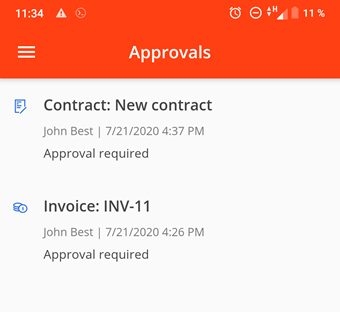 11:34 H 11 %
Approvals
Contract: New contract
John Best | 7/21/2020 4:37 PM
Approval required
Invoice: INV-11
John Best | 7/21/2020 4:26 PM
Approval required